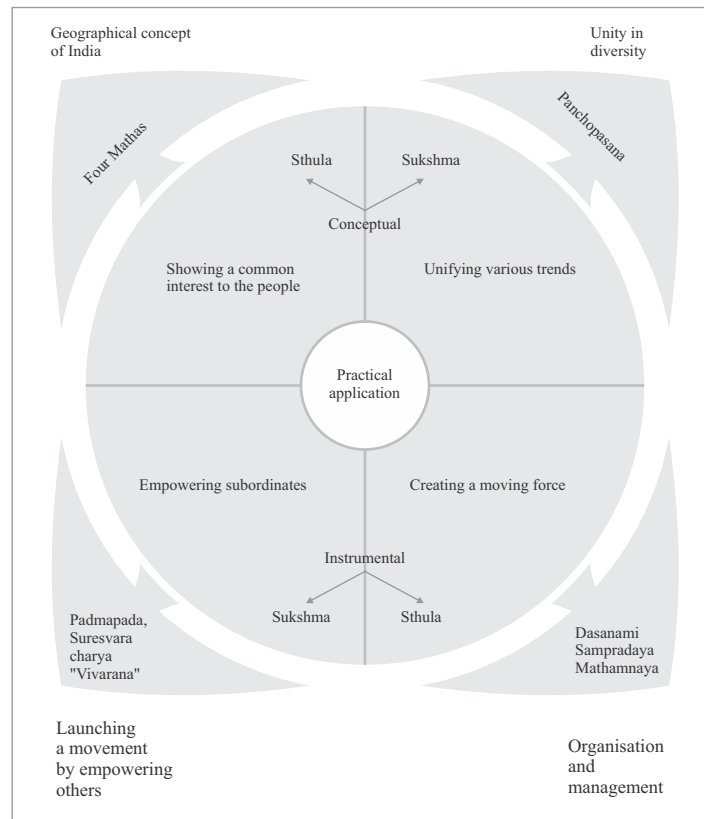 Geographical concept
of India
Unity in
diversity
Four Mathas
Panchopasana
Sthula
Sukshma
Conceptual
Showing a common
interest to the people
Unifying various trends
Practical
application
Empowering subordinates
Creating a moving force
Instrumental
Sukshma
Sthula
Padmapada,
Suresvara
charya
"Vivarana"
Dasanami
Sampradaya
Mathamnaya
Launching
a movement
by empowering
others
Organisation
and
management